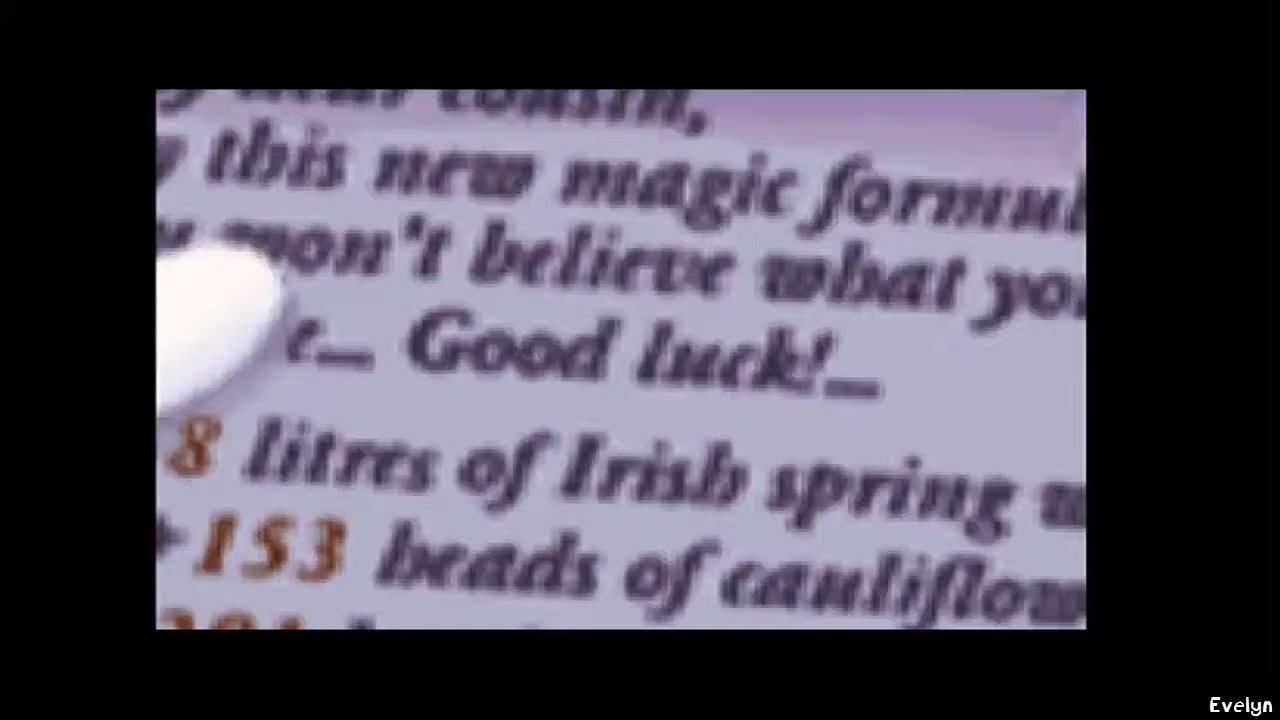 cousin,
this new magic formul
won't believe what yo
e... Good luck!...
8 litres of Irish spring w
153 heads of cauliflow
Evelyn